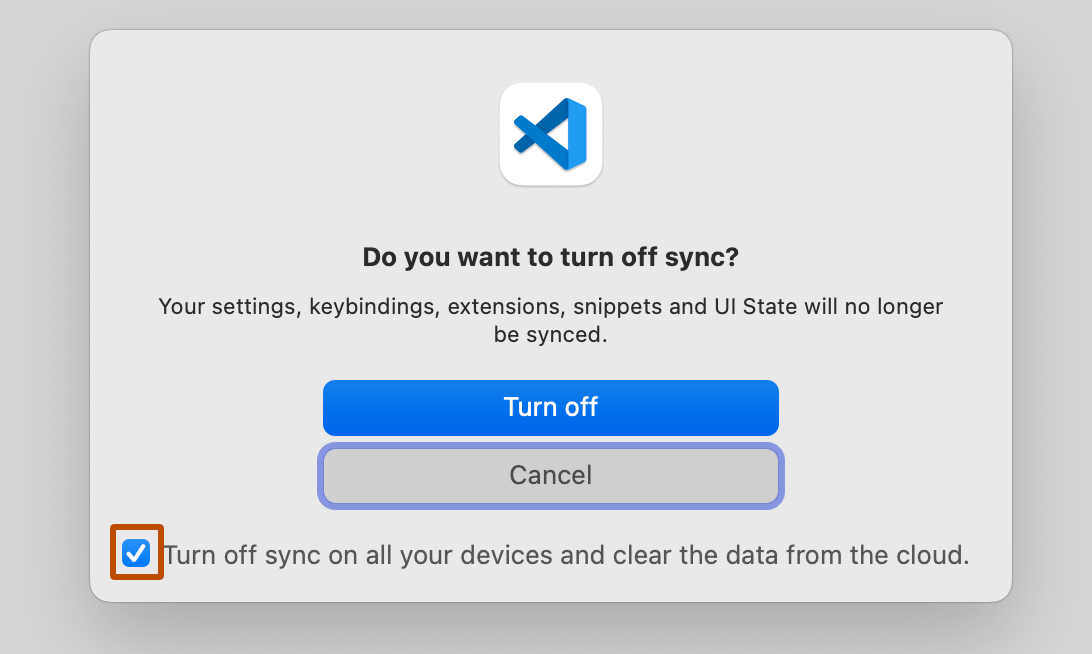 Do you want to turn off sync?
Your settings, keybindings, extensions, snippets and UI State will no longer
be synced.
Turn off
Cancel
Turn off sync on all your devices and clear the data from the cloud.